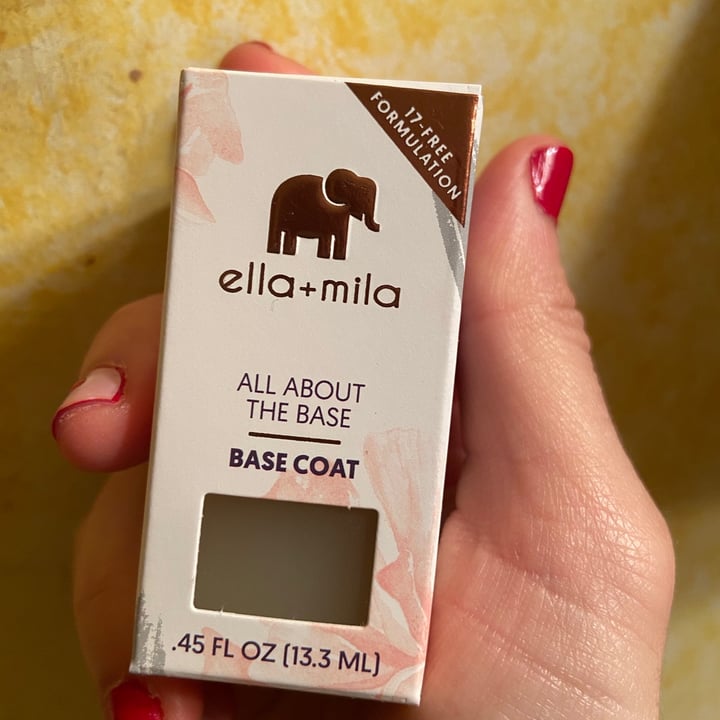 17-FREE
FORMULATION
ella+mila
ALL ABOUT
THE BASE
BASE COAT
.45 FL OZ (13.3 ML)